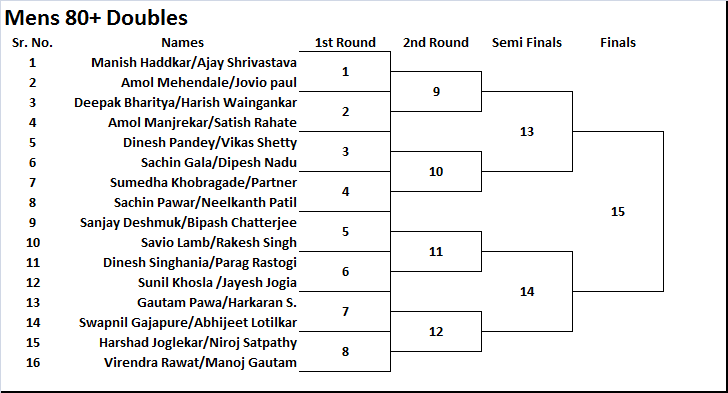 Mens 80+ Doubles
Sr. No. Names 1st Round 2nd Round Semi Finals Finals
1 Manish Haddkar/Ajay Shrivastava
1
2 Amol Mehendale/Jovio paul
9
3 Deepak Bharitya/Harish Waingankar
2
4 Amol Manjrekar/Satish Rahate
13
5 Dinesh Pandey/Vikas Shetty
3
6 Sachin Gala/Dipesh Nadu
10
7 Sumedha Khobragade/Partner
4
8 Sachin Pawar/Neelkanth Patil
15
9 Sanjay Deshmuk/Bipash Chatterjee
5
10 Savio Lamb/Rakesh Singh
11
11 Dinesh Singhania/Parag Rastogi
6
12 Sunil Khosla /Jayesh Jogia
14
13 Gautam Pawa/Harkaran S.
7
14 Swapnil Gajapure/Abhijeet Lotilkar
12
15 Harshad Joglekar/Niroj Satpathy
8
16 Virendra Rawat/Manoj Gautam